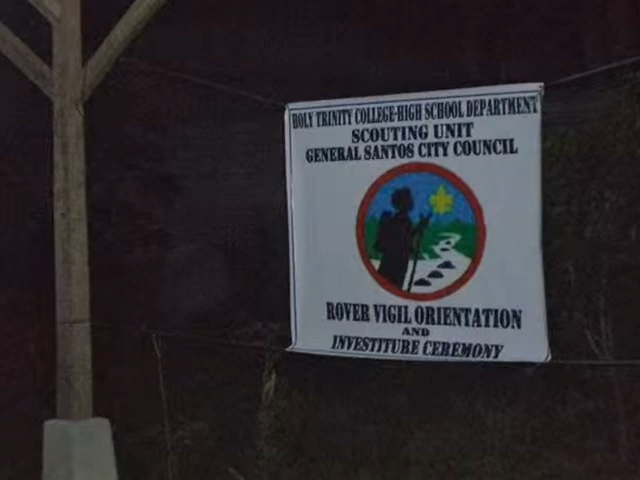 HOLY TRINITY COLLEGE-HIGH SCHOOL DEPARTMENT
SCOUTING UNIT
GENERAL SANTOS CITY COUNCIL
ROVER VIGIL ORIENTATION
AND
INVESTITURE CEREMONY